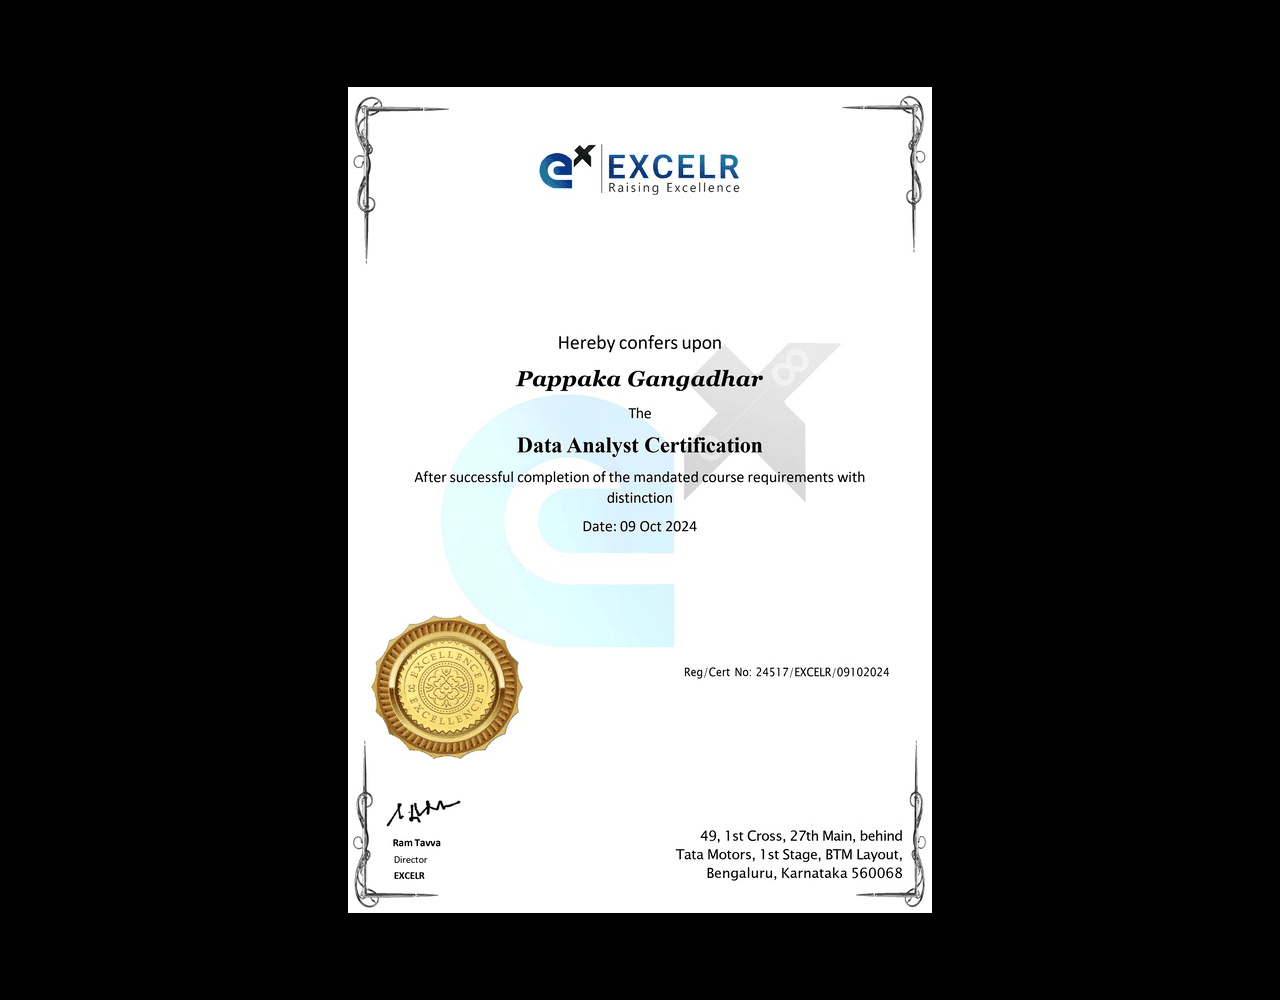 ex EXCELR
Raising Excellence
Hereby confers upon
Pappaka Gangadhar
The
Data Analyst Certification
After successful completion of the mandated course requirements with
distinction
Date: 09 Oct 2024
EXCELLENCE
EXCELLENCE
Reg/Cert No: 24517/EXCELR/09102024
Ram Tavva
Director
EXCELR
49, 1st Cross, 27th Main, behind
Tata Motors, 1st Stage, BTM Layout,
Bengaluru, Karnataka 560068